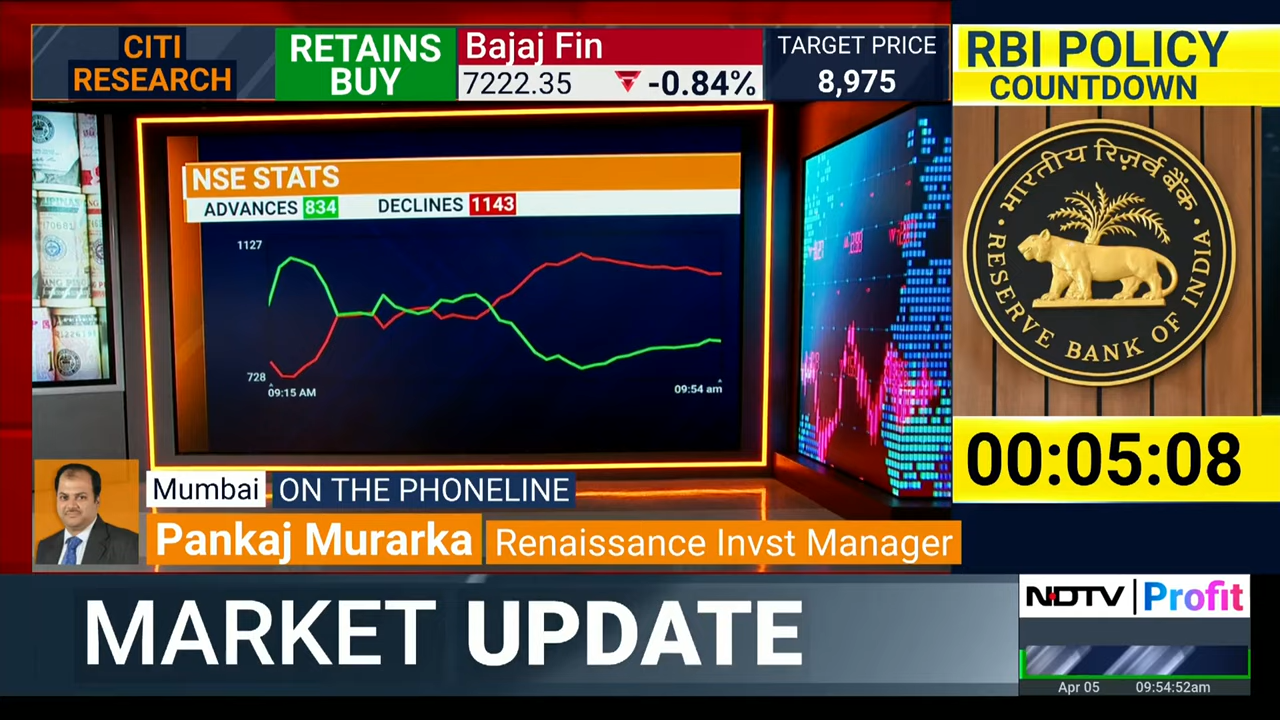 CITI
RESEARCH
RETAINS
BUY
Bajaj Fin
7222.35 -0.84%
TARGET PRICE
8,975
RBI POLICY
COUNTDOWN
NSE STATS
ADVANCES 834 DECLINES 1143
1127
728
09:15 AM
09:54 am
भारतीय रिज़र्व बैंक
RESERVE BANK OF INDIA
00:05:08
Mumbai ON THE PHONELINE
Pankaj Murarka Renaissance Invst Manager
MARKET UPDATE
NDTV Profit
Apr 05 09:54:52am